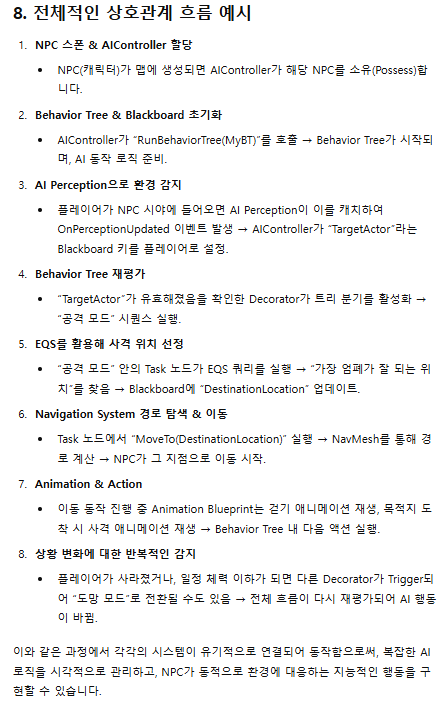 8. 전체적인 상호관계 흐름 예시
1. NPC 스폰 & AIController 할당
• NPC(캐릭터)가 맵에 생성되면 AIController가 해당 NPC를 소유(Possess)합
니다.
2. Behavior Tree & Blackboard 초기화
• AIController가 “RunBehaviorTree(MyBT)”를 호출 → Behavior Tree가 시작되
며, AI 동작 로직 준비.
3. AI Perception으로 환경 감지
• 플레이어가 NPC 시야에 들어오면 AI Perception이 이를 캐치하여
OnPerceptionUpdated 이벤트 발생 → AIController가 “TargetActor”라는
Blackboard 키를 플레이어로 설정.
4. Behavior Tree 재평가
• “TargetActor”가 유효해졌음을 확인한 Decorator가 트리 분기를 활성화 →
“공격 모드” 시퀀스 실행.
5. EQS를 활용해 사격 위치 선정
• “공격 모드” 안의 Task 노드가 EQS 쿼리를 실행 → “가장 엄폐가 잘 되는 위
치”를 찾음 → Blackboard에 “DestinationLocation” 업데이트.
6. Navigation System 경로 탐색 & 이동
• Task 노드에서 “MoveTo(DestinationLocation)” 실행 → NavMesh를 통해 경
로 계산 → NPC가 그 지점으로 이동 시작.
7. Animation & Action
• 이동 동작 진행 중 Animation Blueprint는 걷기 애니메이션 재생, 목적지 도
착 시 사격 애니메이션 재생 → Behavior Tree 내 다음 액션 실행.
8. 상황 변화에 대한 반복적인 감지
• 플레이어가 사라졌거나, 일정 체력 이하가 되면 다른 Decorator가 Trigger되
어 “도망 모드”로 전환될 수도 있음 → 전체 흐름이 다시 재평가되어 AI 행동
이 바뀜.
이와 같은 과정에서 각각의 시스템이 유기적으로 연결되어 동작함으로써, 복잡한 AI
로직을 시각적으로 관리하고, NPC가 동적으로 환경에 대응하는 지능적인 행동을 구
현할 수 있습니다.